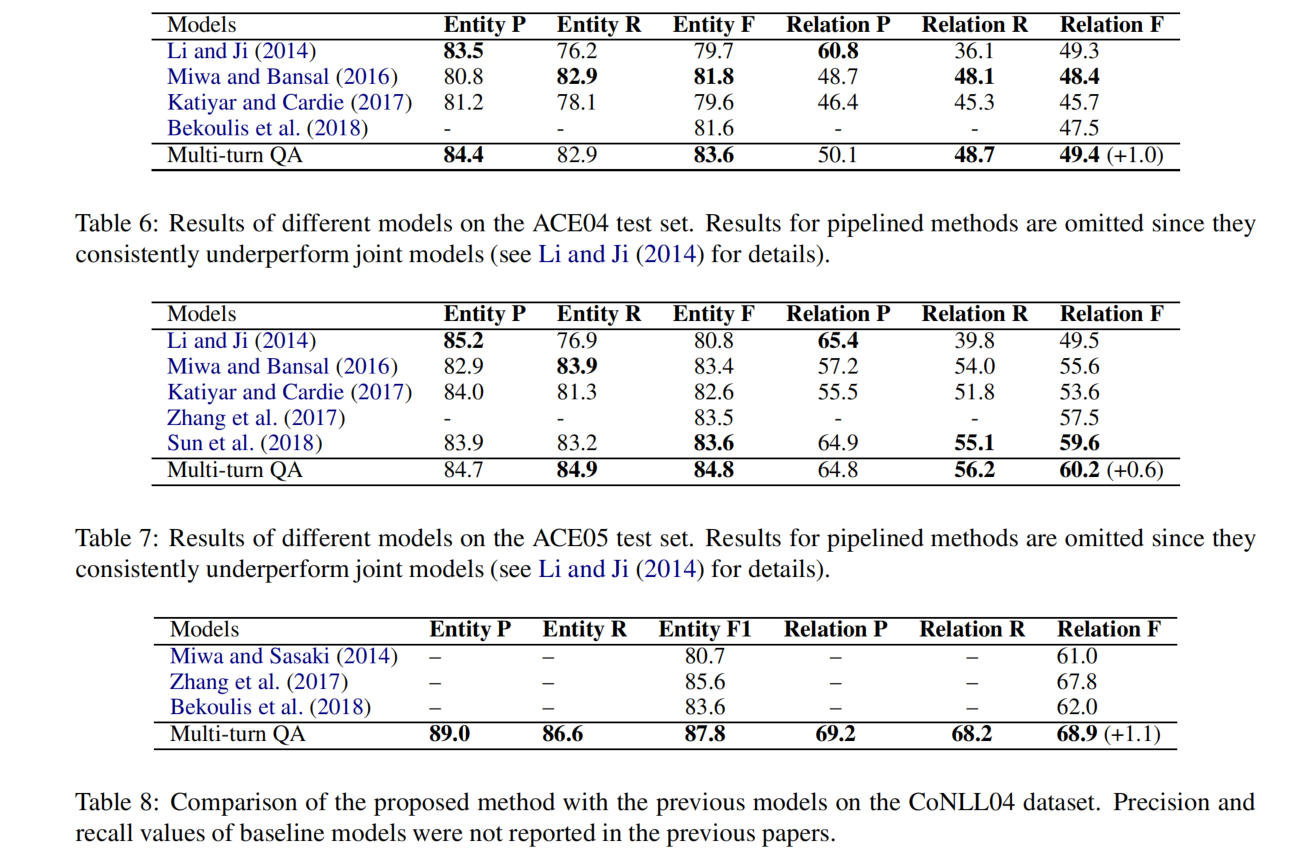 Models Entity P Entity R Entity F Relation P Relation R Relation F
Li and Ji (2014) 83.5 76.2 79.7 60.8 36.1 49.3
Miwa and Bansal (2016) 80.8 82.9 81.8 48.7 48.1 48.4
Katiyar and Cardie (2017) 81.2 78.1 79.6 46.4 45.3 45.7
Bekoulis et al. (2018) - - 81.6 - - 47.5
Multi-turn QA 84.4 82.9 83.6 50.1 48.7 49.4 (+1.0)
Table 6: Results of different models on the ACE04 test set. Results for pipelined methods are omitted since they
consistently underperform joint models (see Li and Ji (2014) for details).
Models Entity P Entity R Entity F Relation P Relation R Relation F
Li and Ji (2014) 85.2 76.9 80.8 65.4 39.8 49.5
Miwa and Bansal (2016) 82.9 83.9 83.4 57.2 54.0 55.6
Katiyar and Cardie (2017) 84.0 81.3 82.6 55.5 51.8 53.6
Zhang et al. (2017) - - 83.5 - - 57.5
Sun et al. (2018) 83.9 83.2 83.6 64.9 55.1 59.6
Multi-turn QA 84.7 84.9 84.8 64.8 56.2 60.2 (+0.6)
Table 7: Results of different models on the ACE05 test set. Results for pipelined methods are omitted since they
consistently underperform joint models (see Li and Ji (2014) for details).
Models Entity P Entity R Entity F1 Relation P Relation R Relation F
Miwa and Sasaki (2014) – – 80.7 – – 61.0
Zhang et al. (2017) – – 85.6 – – 67.8
Bekoulis et al. (2018) – – 83.6 – – 62.0
Multi-turn QA 89.0 86.6 87.8 69.2 68.2 68.9 (+1.1)
Table 8: Comparison of the proposed method with the previous models on the CoNLL04 dataset. Precision and
recall values of baseline models were not reported in the previous papers.